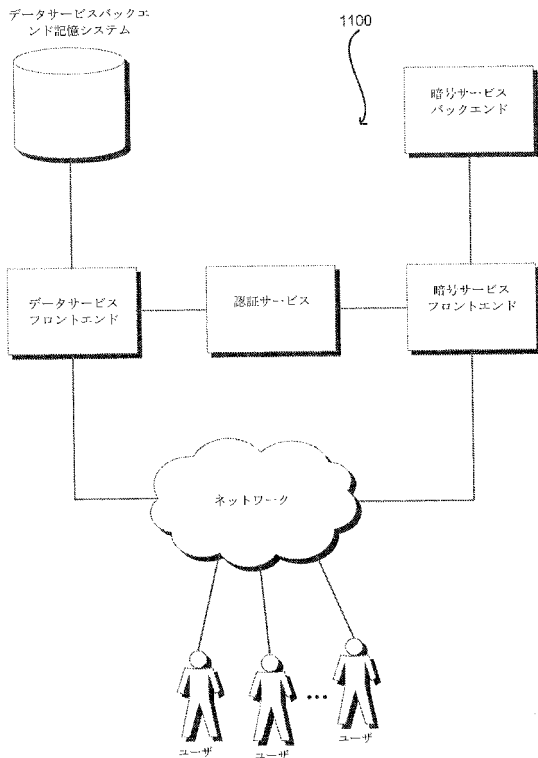 データサービスバックエ
ンド記憶システム
1100
暗号サービス
バックエンド
データサービス
フロントエンド
認証サービス
暗号サービス
フロントエンド
ネットワーク
ユーザ
ユーザ
ユーザ